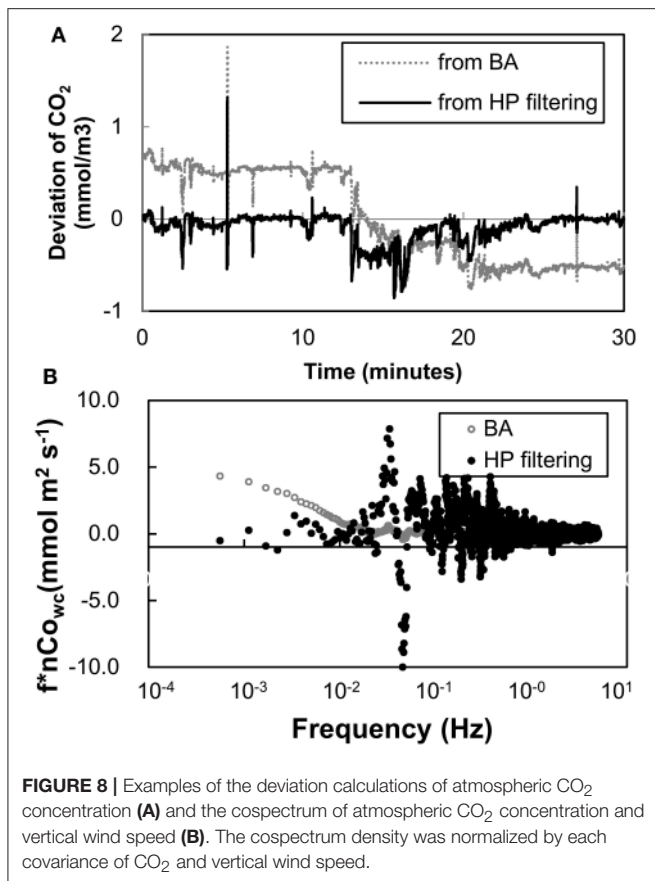 A
2
1
0
-1
Deviation of CO₂
(mmol/m3)
from BA
from HP filtering
0 10 20 30
Time (minutes)
B
10.0
5.0
0.0
-5.0
-10.0
f*nCowc(mmol m² s⁻¹)
BA
HP filtering
10⁻⁴ 10⁻³ 10⁻² 10⁻¹ 10⁻⁰ 10¹
Frequency (Hz)
FIGURE 8 | Examples of the deviation calculations of atmospheric CO₂
concentration (A) and the cospectrum of atmospheric CO₂ concentration and
vertical wind speed (B). The cospectrum density was normalized by each
covariance of CO₂ and vertical wind speed.